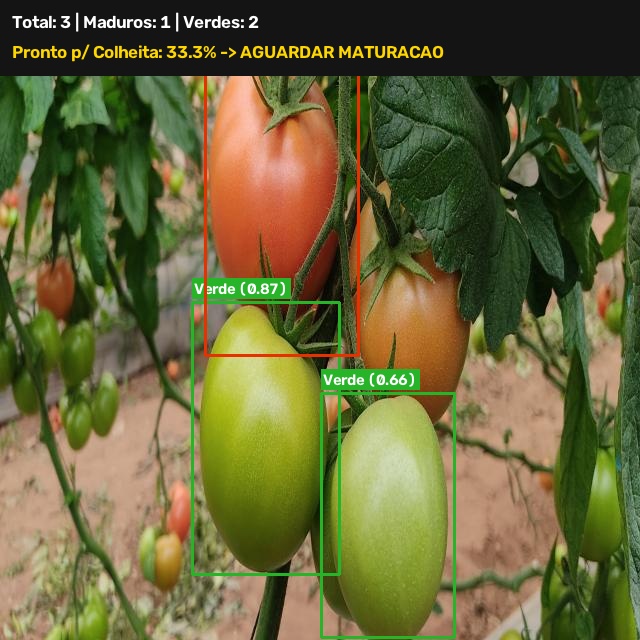 Total: 3 | Maduros: 1 | Verdes: 2
Pronto p/ Colheita: 33.3% -> AGUARDAR MATURACAO
Verde (0.87)
Verde (0.66)